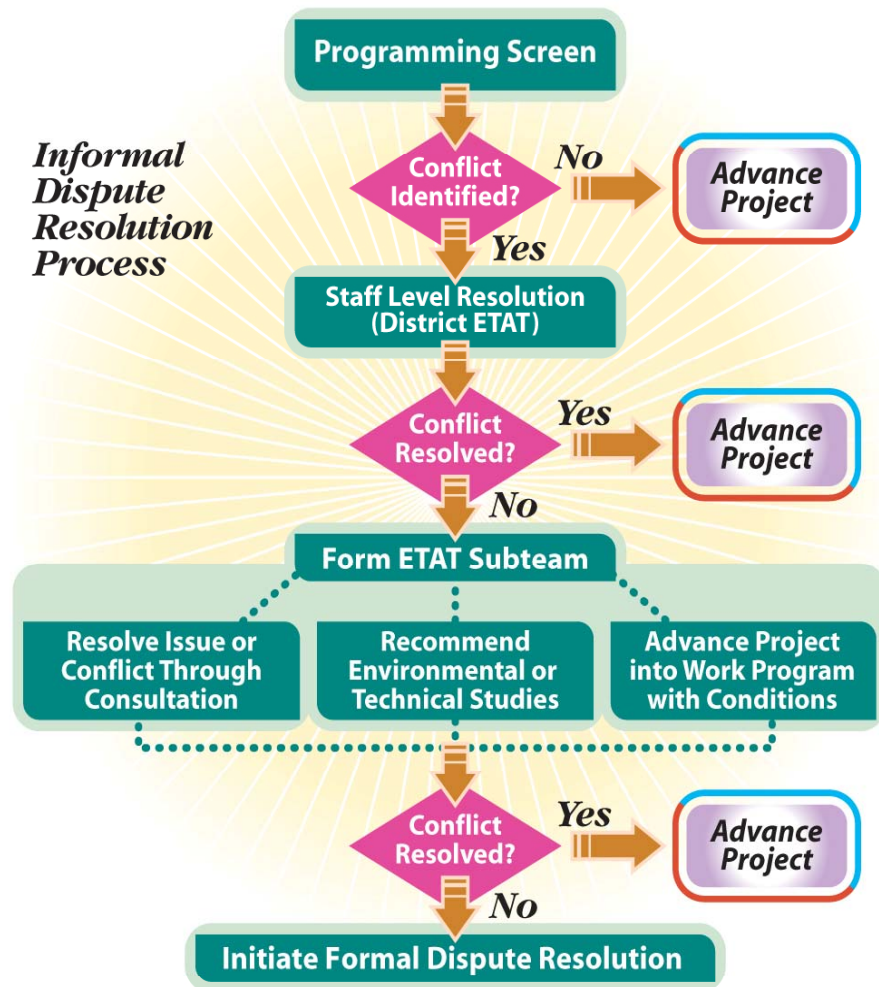 Programming Screen
Informal
Dispute
Resolution
Process
Conflict
Identified?
No
Advance
Project
Yes
Staff Level Resolution
(District ETAT)
Conflict
Resolved?
Yes
Advance
Project
No
Form ETAT Subteam
Resolve Issue or
Conflict Through
Consultation
Recommend
Environmental or
Technical Studies
Advance Project
into Work Program
with Conditions
Conflict
Resolved?
Yes
Advance
Project
No
Initiate Formal Dispute Resolution